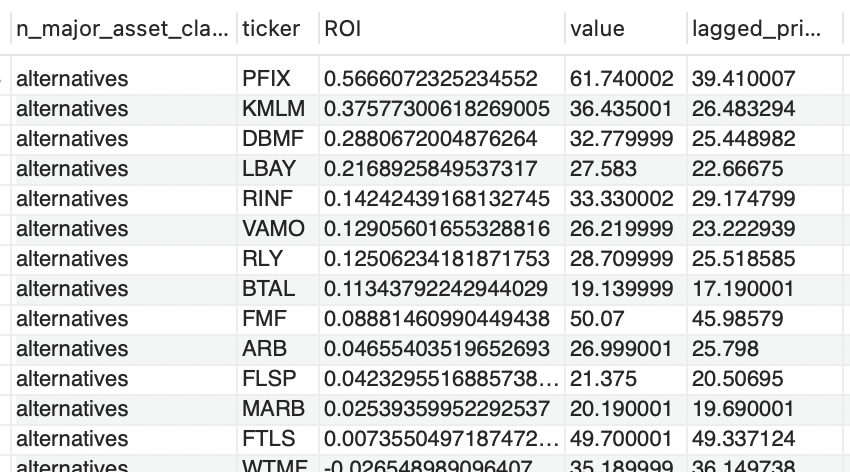 n_major_asset_cla... ticker ROI value lagged_pri...
alternatives PFIX 0.5666072325234552 61.740002 39.410007
alternatives KMLM 0.37577300618269005 36.435001 26.483294
alternatives DBMF 0.2880672004876264 32.779999 25.448982
alternatives LBAY 0.2168925849537317 27.583 22.66675
alternatives RINF 0.14242439168132745 33.330002 29.174799
alternatives VAMO 0.12905601655328816 26.219999 23.222939
alternatives RLY 0.12506234181871753 28.709999 25.518585
alternatives BTAL 0.11343792242944029 19.139999 17.190001
alternatives FMF 0.08881460990449438 50.07 45.98579
alternatives ARB 0.04655403519652693 26.999001 25.798
alternatives FLSP 0.0423295516885738... 21.375 20.50695
alternatives MARB 0.02539359952292537 20.190001 19.690001
alternatives FTLS 0.0073550497187472... 49.700001 49.337124
alternatives WTMF -0.026548989096407 35.189999 36.149738